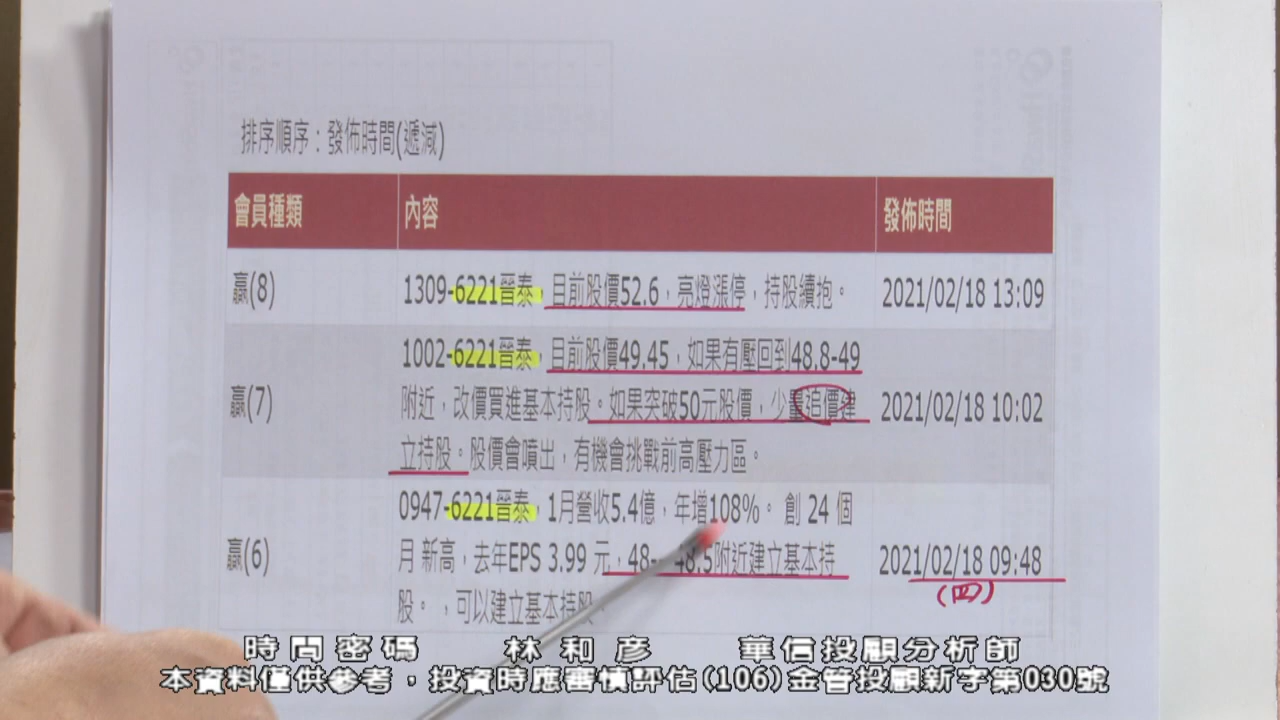 排序順序：發佈時間(遞減)
會員種類 內容 發佈時間
贏(8) 1309-6221晉泰，目前股價52.6，亮燈漲停，持股續抱。 2021/02/18 13:09
1002-6221晉泰，目前股價49.45，如果有壓回到48.8-49
贏(7) 附近，改價買進基本持股。如果突破50元股價，少量追價建 2021/02/18 10:02
立持股。股價會噴出，有機會挑戰前高壓力區。
0947-6221晉泰，1月營收5.4億，年增108%。 創 24 個
贏(6) 月 新高，去年EPS 3.99 元，48- 48.5附近建立基本持 2021/02/18 09:48
(四)
股。 ，可以建立基本持股。
時間密碼 林和彥 華信投顧分析師
本資料僅供參考，投資時應審慎評估(106)金管投顧新字第030號